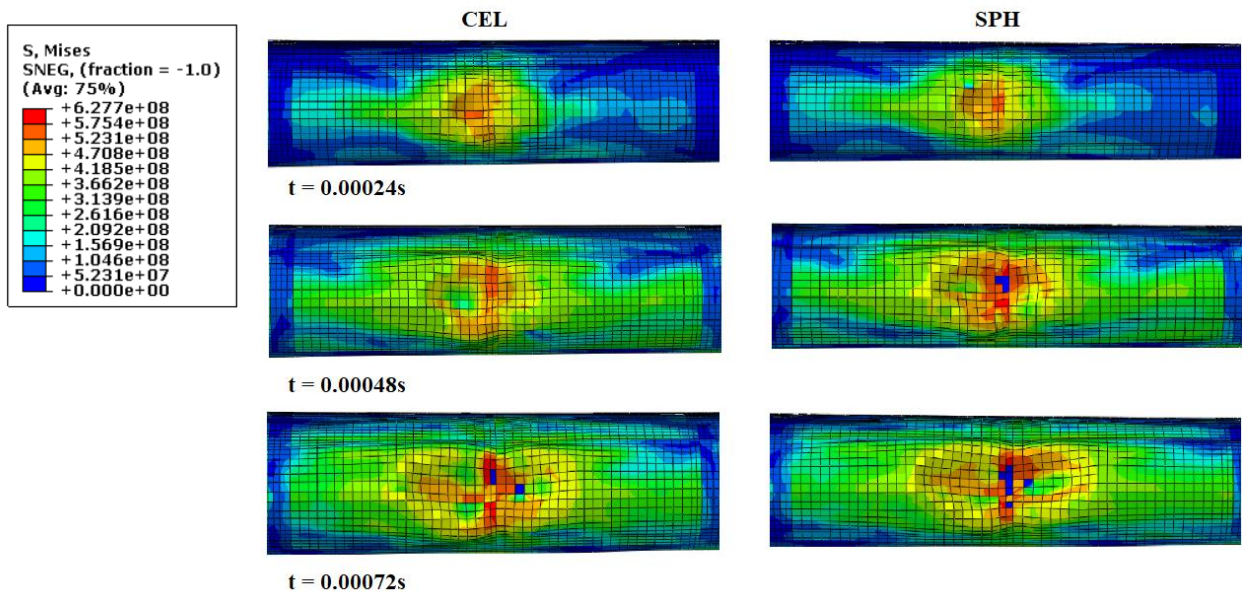 CEL
SPH
S, Mises
SNEG, (fraction = -1.0)
(Avg: 75%)
+6.277e+08
+5.754e+08
+5.231e+08
+4.708e+08
+4.185e+08
+3.662e+08
+3.139e+08
+2.616e+08
+2.092e+08
+1.569e+08
+1.046e+08
+5.231e+07
+0.000e+00
t = 0.00024s
t = 0.00048s
t = 0.00072s